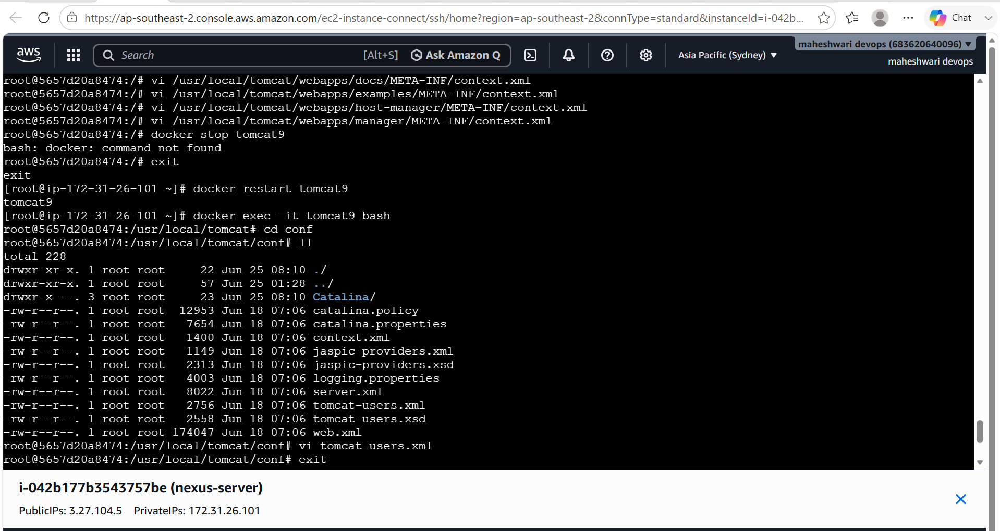 https://ap-southeast-2.console.aws.amazon.com/ec2-instance-connect/ssh/home?region=ap-southeast-2&connType=standard&instanceId=i-042b...
Chat
aws
Search
[Alt+S]
Ask Amazon Q
Asia Pacific (Sydney)
maheshwari devops (683620640096)
maheshwari devops
root@5657d20a8474:/# vi /usr/local/tomcat/webapps/docs/META-INF/context.xml
root@5657d20a8474:/# vi /usr/local/tomcat/webapps/examples/META-INF/context.xml
root@5657d20a8474:/# vi /usr/local/tomcat/webapps/host-manager/META-INF/context.xml
root@5657d20a8474:/# vi /usr/local/tomcat/webapps/manager/META-INF/context.xml
root@5657d20a8474:/# docker stop tomcat9
bash: docker: command not found
root@5657d20a8474:/# exit
exit
[root@ip-172-31-26-101 ~]# docker restart tomcat9
tomcat9
[root@ip-172-31-26-101 ~]# docker exec -it tomcat9 bash
root@5657d20a8474:/usr/local/tomcat# cd conf
root@5657d20a8474:/usr/local/tomcat/conf# ll
total 228
drwxr-xr-x. 1 root root     22 Jun 25 08:10 ./
drwxr-xr-x. 1 root root     57 Jun 25 01:28 ../
drwxr-x---. 3 root root     23 Jun 25 08:10 Catalina/
-rw-r--r--. 1 root root  12953 Jun 18 07:06 catalina.policy
-rw-r--r--. 1 root root   7654 Jun 18 07:06 catalina.properties
-rw-r--r--. 1 root root   1400 Jun 18 07:06 context.xml
-rw-r--r--. 1 root root   1149 Jun 18 07:06 jaspic-providers.xml
-rw-r--r--. 1 root root   2313 Jun 18 07:06 jaspic-providers.xsd
-rw-r--r--. 1 root root   4003 Jun 18 07:06 logging.properties
-rw-r--r--. 1 root root   8022 Jun 18 07:06 server.xml
-rw-r--r--. 1 root root   2756 Jun 18 07:06 tomcat-users.xml
-rw-r--r--. 1 root root   2558 Jun 18 07:06 tomcat-users.xsd
-rw-r--r--. 1 root root 174047 Jun 18 07:06 web.xml
root@5657d20a8474:/usr/local/tomcat/conf# vi tomcat-users.xml
root@5657d20a8474:/usr/local/tomcat/conf# exit
i-042b177b3543757be (nexus-server)
PublicIPs: 3.27.104.5    PrivateIPs: 172.31.26.101